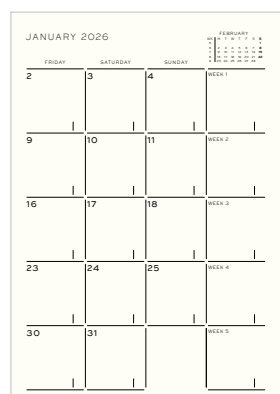 JANUARY 2026
FEBRUARY
FRIDAY SATURDAY SUNDAY
2 3 4 WEEK 1
9 10 11 WEEK 2
16 17 18 WEEK 3
23 24 25 WEEK 4
30 31 WEEK 5